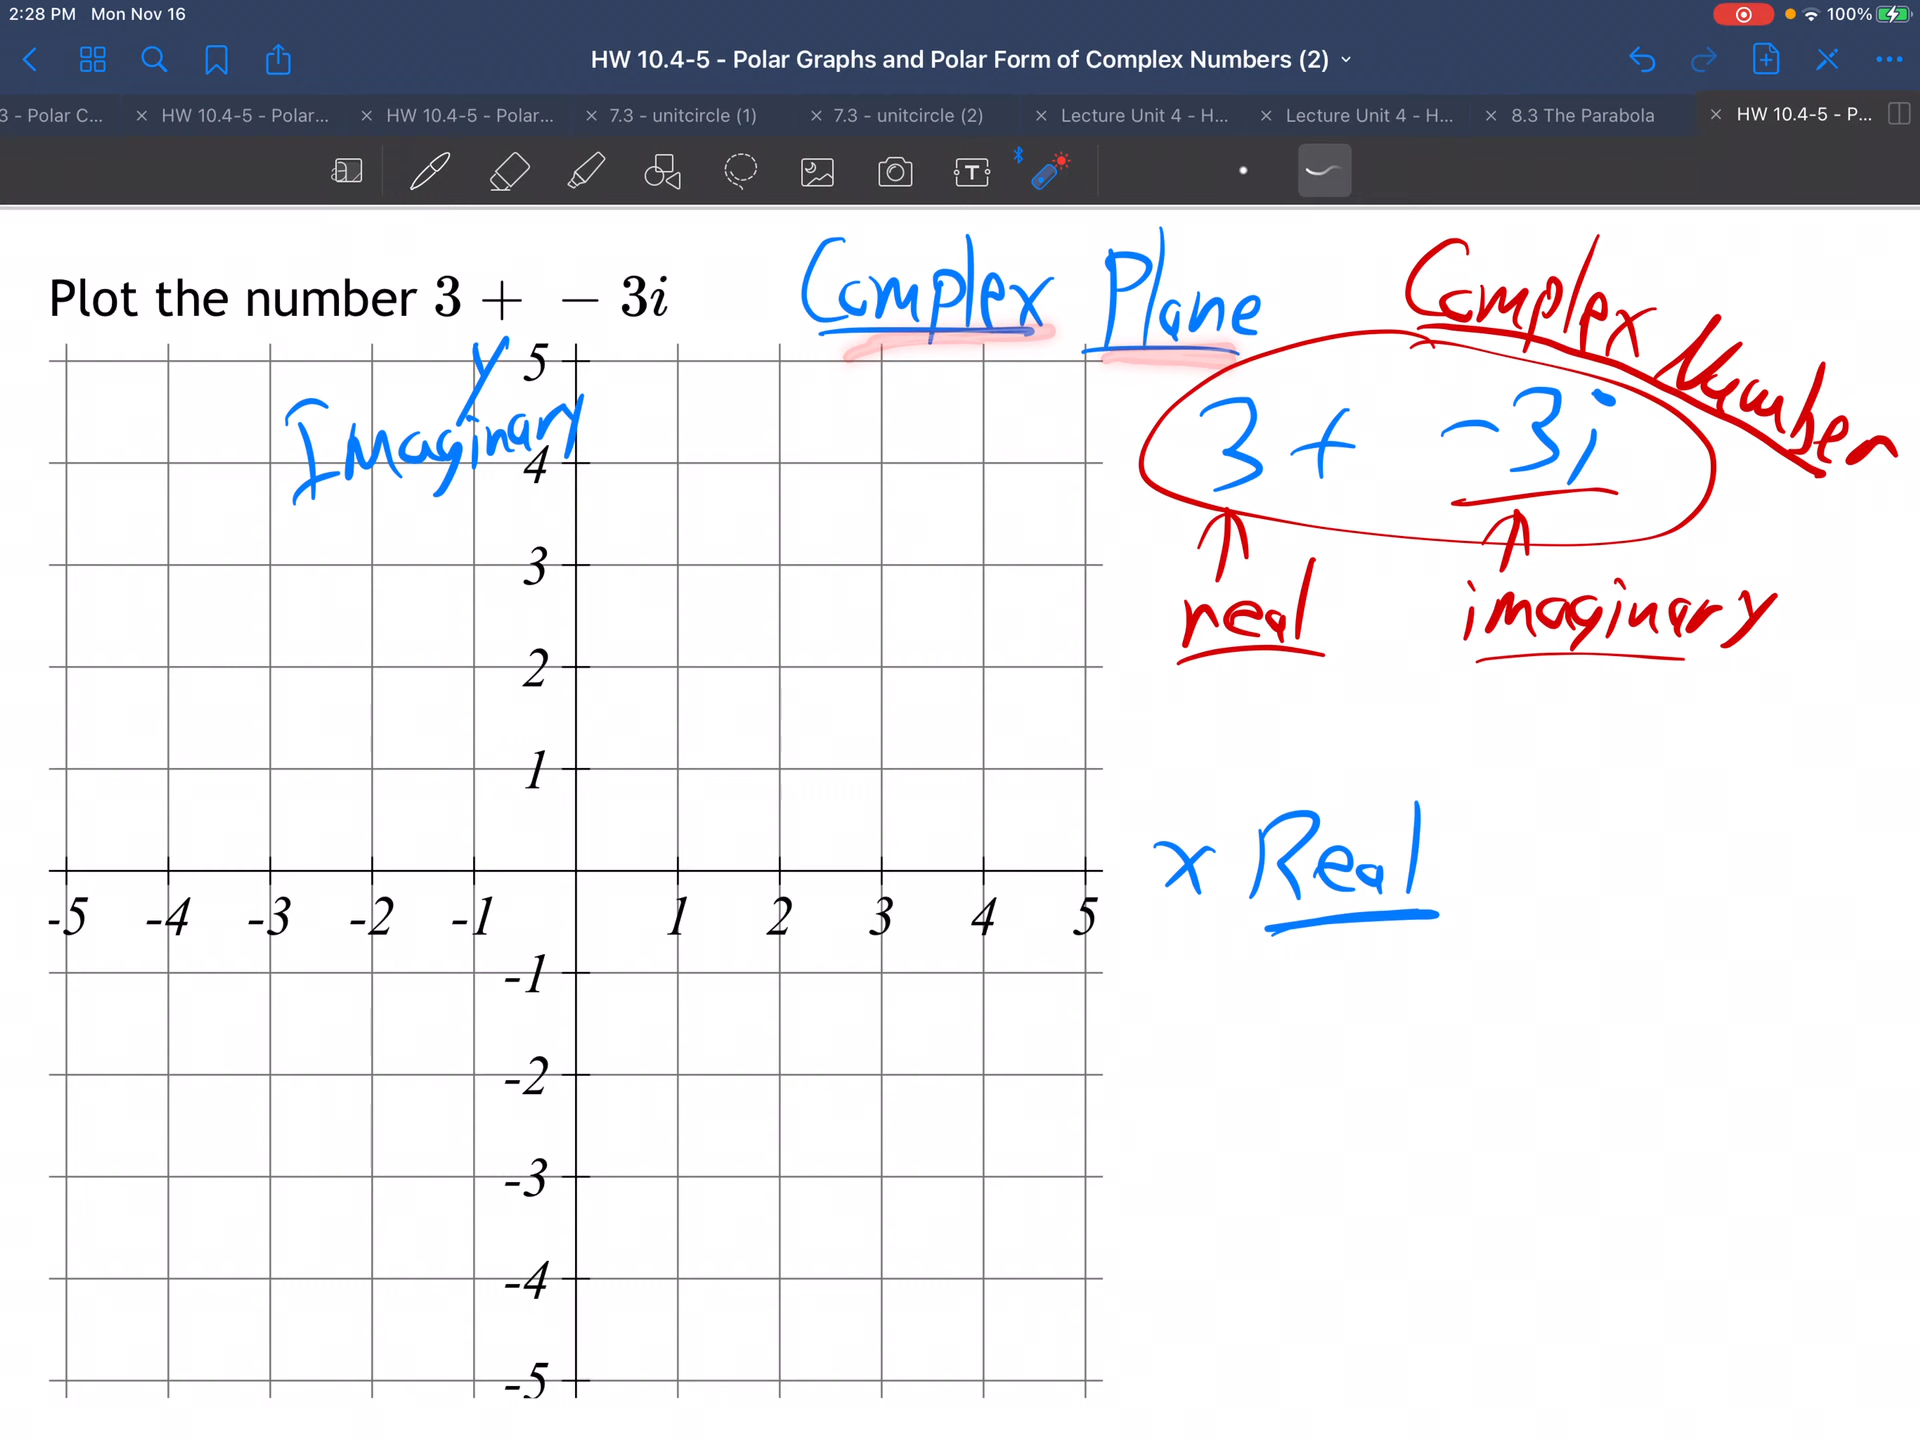 2:28 PM Mon Nov 16
100%
HW 10.4-5 - Polar Graphs and Polar Form of Complex Numbers (2)
3 - Polar C...
HW 10.4-5 - Polar...
HW 10.4-5 - Polar...
7.3 - unitcircle (1)
7.3 - unitcircle (2)
Lecture Unit 4 - H...
Lecture Unit 4 - H...
8.3 The Parabola
HW 10.4-5 - P...
Plot the number 3 + − 3i
Complex Plane
Complex Number
3 + -3i
real
imaginary
y
Imaginary
x Real
5
4
3
2
1
-5 -4 -3 -2 -1 1 2 3 4 5
-1
-2
-3
-4
-5